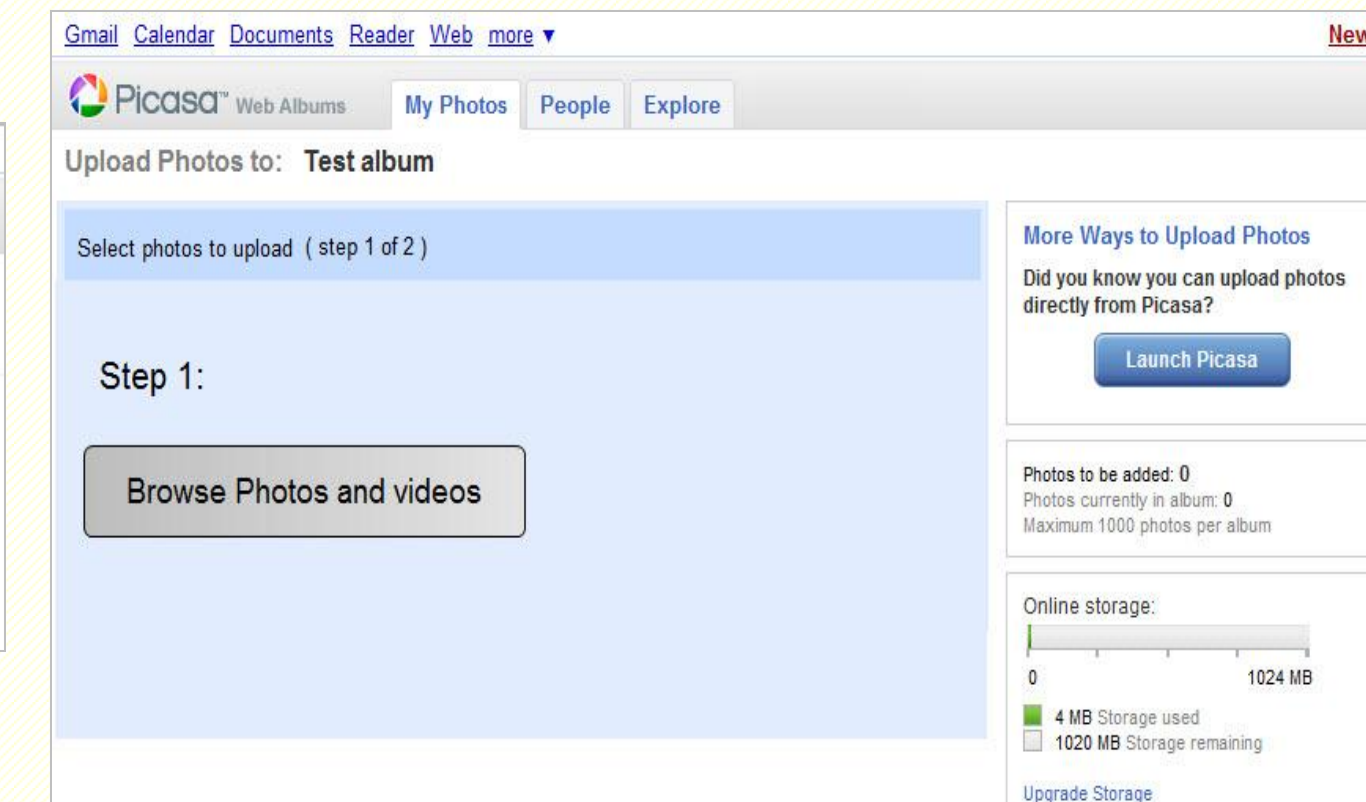 Gmail Calendar Documents Reader Web more ▼ New
Picasa™ Web Albums My Photos People Explore
Upload Photos to: Test album
Select photos to upload ( step 1 of 2 )
Step 1:
Browse Photos and videos
More Ways to Upload Photos
Did you know you can upload photos
directly from Picasa?
Launch Picasa
Photos to be added: 0
Photos currently in album: 0
Maximum 1000 photos per album
Online storage:
0 1024 MB
4 MB Storage used
1020 MB Storage remaining
Upgrade Storage